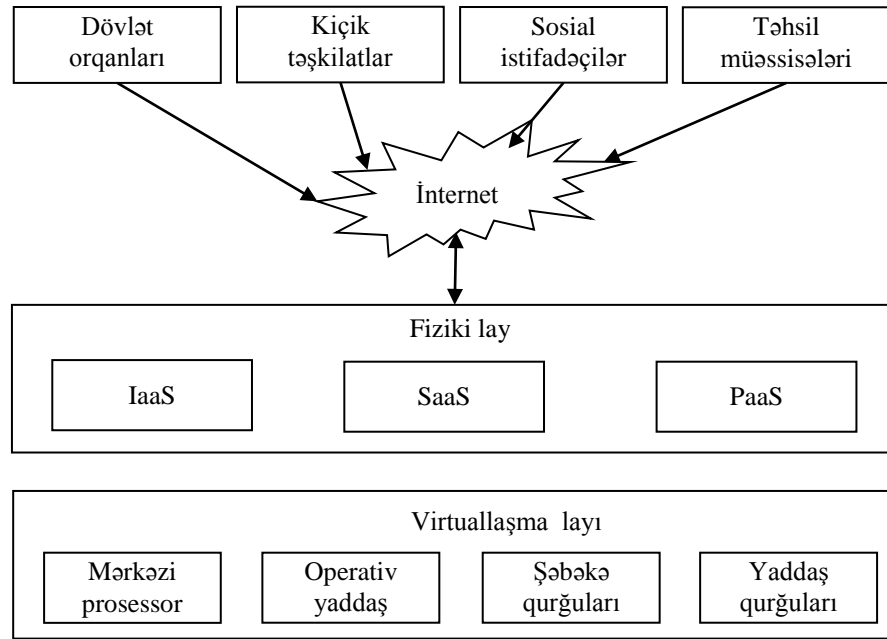 Dövlət
orqanları
Kiçik
təşkilatlar
Sosial
istifadəçilər
Təhsil
müəssisələri
İnternet
Fiziki lay
IaaS
SaaS
PaaS
Virtuallaşma layı
Mərkəzi
prosessor
Operativ
yaddaş
Şəbəkə
qurğuları
Yaddaş
qurğuları